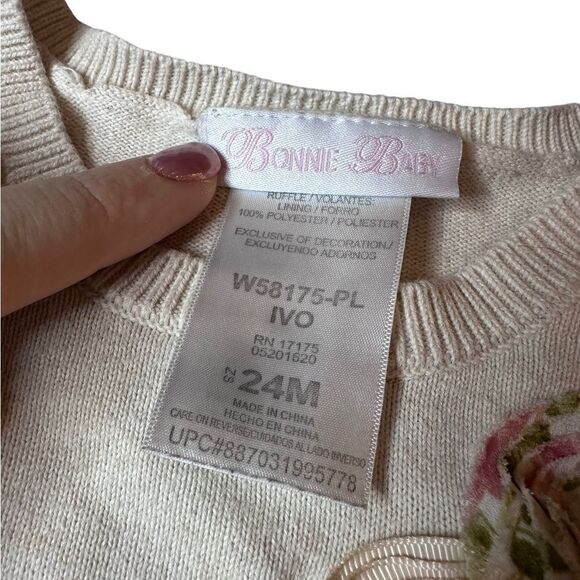 BONNIE BABY
RUFFLE / VOLANTES:
LINING / FORRO
100% POLYESTER / POLIESTER
EXCLUSIVE OF DECORATION/
EXCLUYENDO ADORNOS
W58175-PL
IVO
RN 17175
05201620
SZ 24M
MADE IN CHINA
HECHO EN CHINA
CARE ON REVERSE/CUIDADOS AL LADO INVERSO
UPC#887031995778